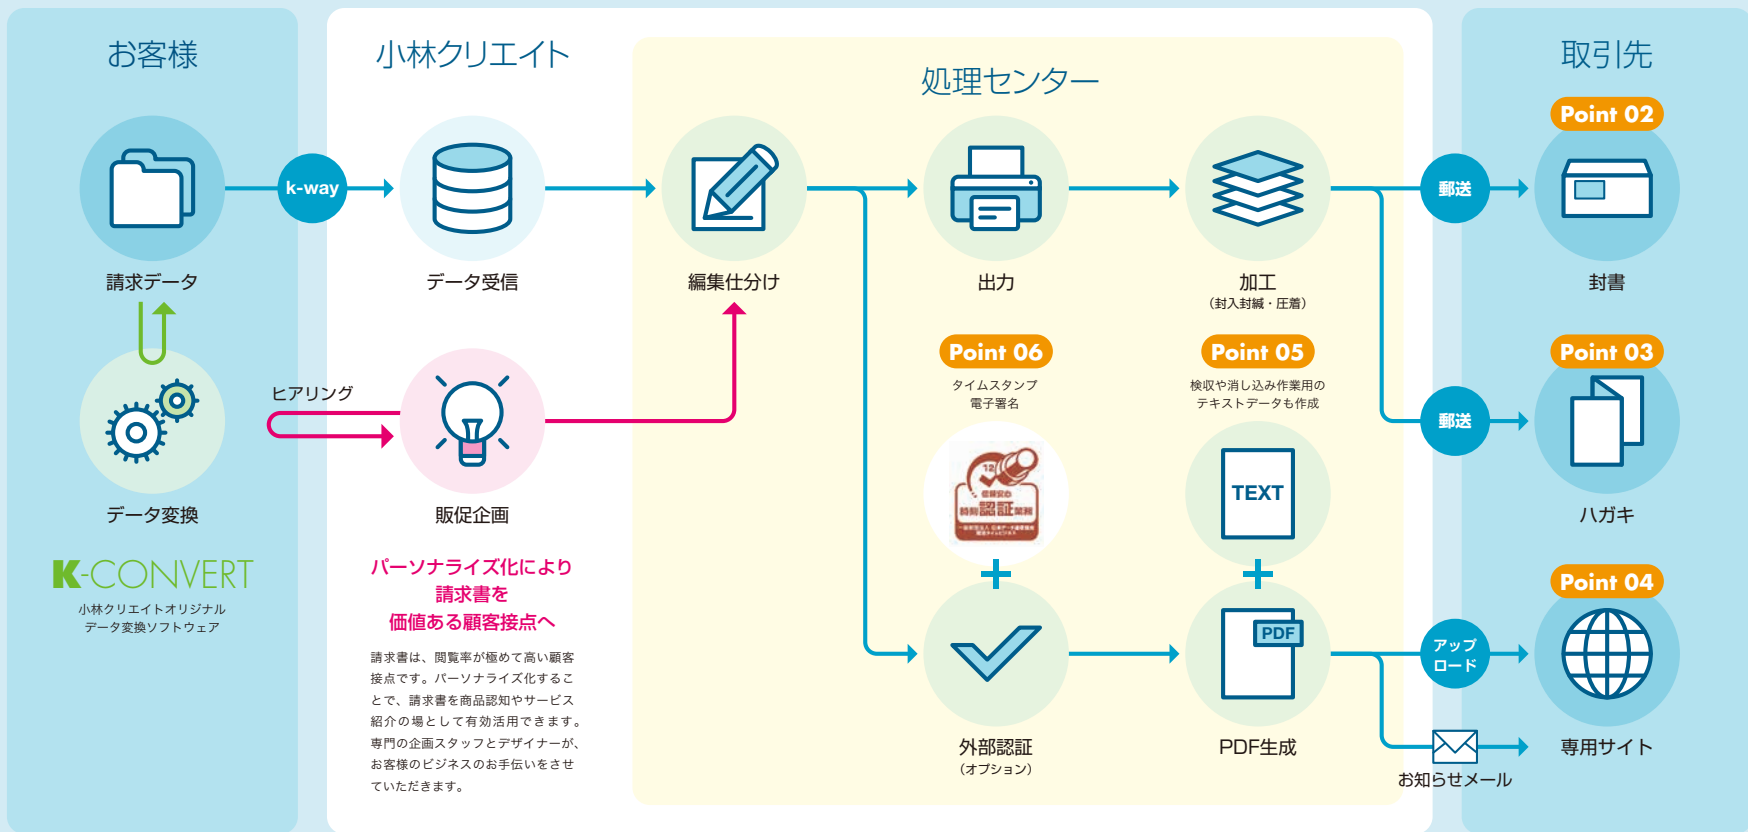 お客様
請求データ
データ変換
K-CONVERT
小林クリエイトオリジナル
データ変換ソフトウェア
k-way
ヒアリング
小林クリエイト
データ受信
販促企画
パーソナライズ化により
請求書を
価値ある顧客接点へ
請求書は、閲覧率が極めて高い顧客
接点です。パーソナライズ化するこ
とで、請求書を商品認知やサービス
紹介の場として有効活用できます。
専門の企画スタッフとデザイナーが、
お客様のビジネスのお手伝いをさせ
ていただきます。
処理センター
編集仕分け
出力
加工
（封入封緘・圧着）
Point 06
タイムスタンプ
電子署名
認証
外部認証
（オプション）
Point 05
検収や消し込み作業用の
テキストデータも作成
TEXT
PDF
PDF生成
郵送
郵送
アップ
ロード
お知らせメール
取引先
Point 02
封書
Point 03
ハガキ
Point 04
専用サイト